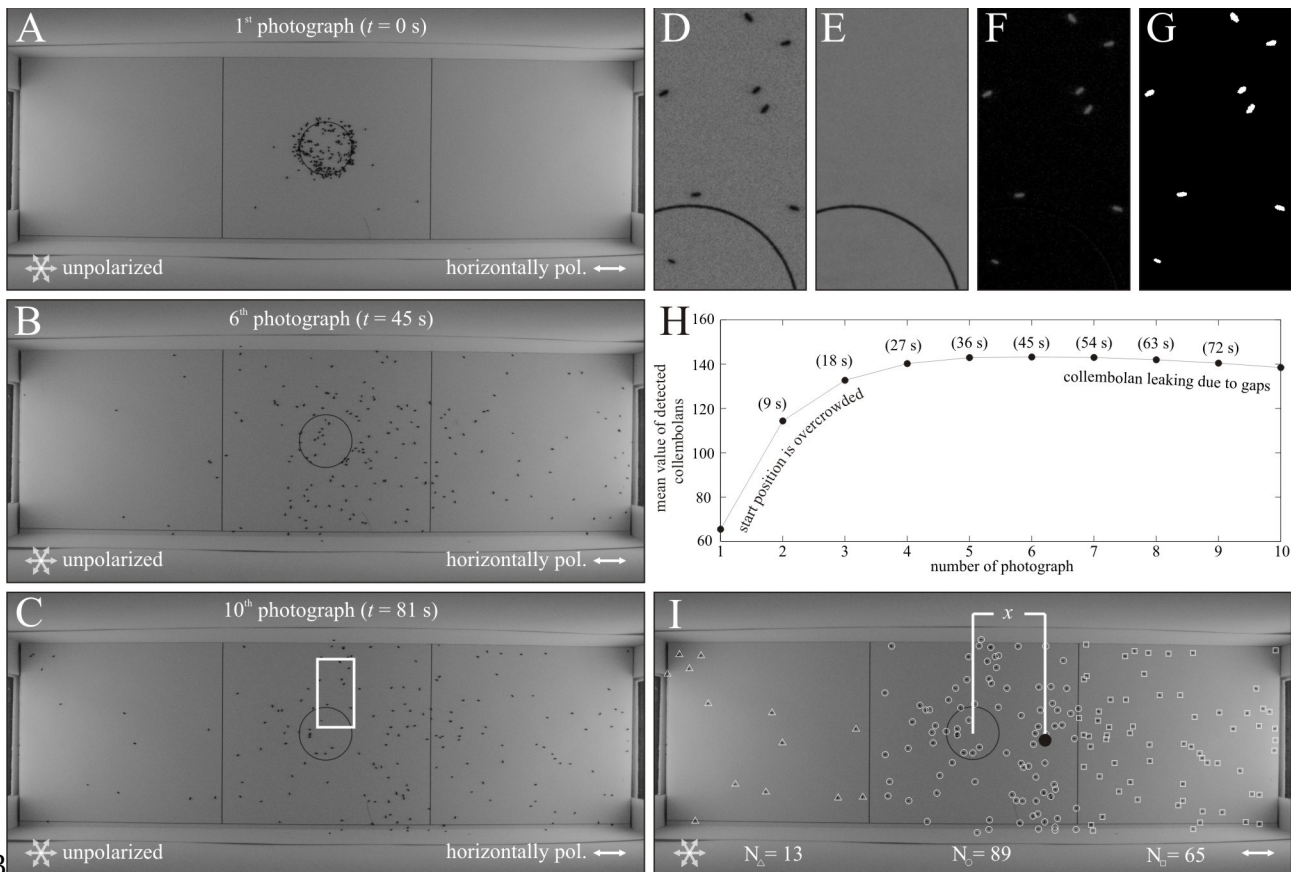 A
1st photograph (t = 0 s)
unpolarized
horizontally pol.
B
6th photograph (t = 45 s)
unpolarized
horizontally pol.
C
10th photograph (t = 81 s)
unpolarized
horizontally pol.
D
E
F
G
H
160
140
120
100
80
60
mean value of detected
collembolans
(9 s)
(18 s)
(27 s)
(36 s)
(45 s)
(54 s)
(63 s)
(72 s)
start position is overcrowded
collembolan leaking due to gaps
1
2
3
4
5
6
7
8
9
10
number of photograph
I
x
N△ = 13
N○ = 89
N□ = 65